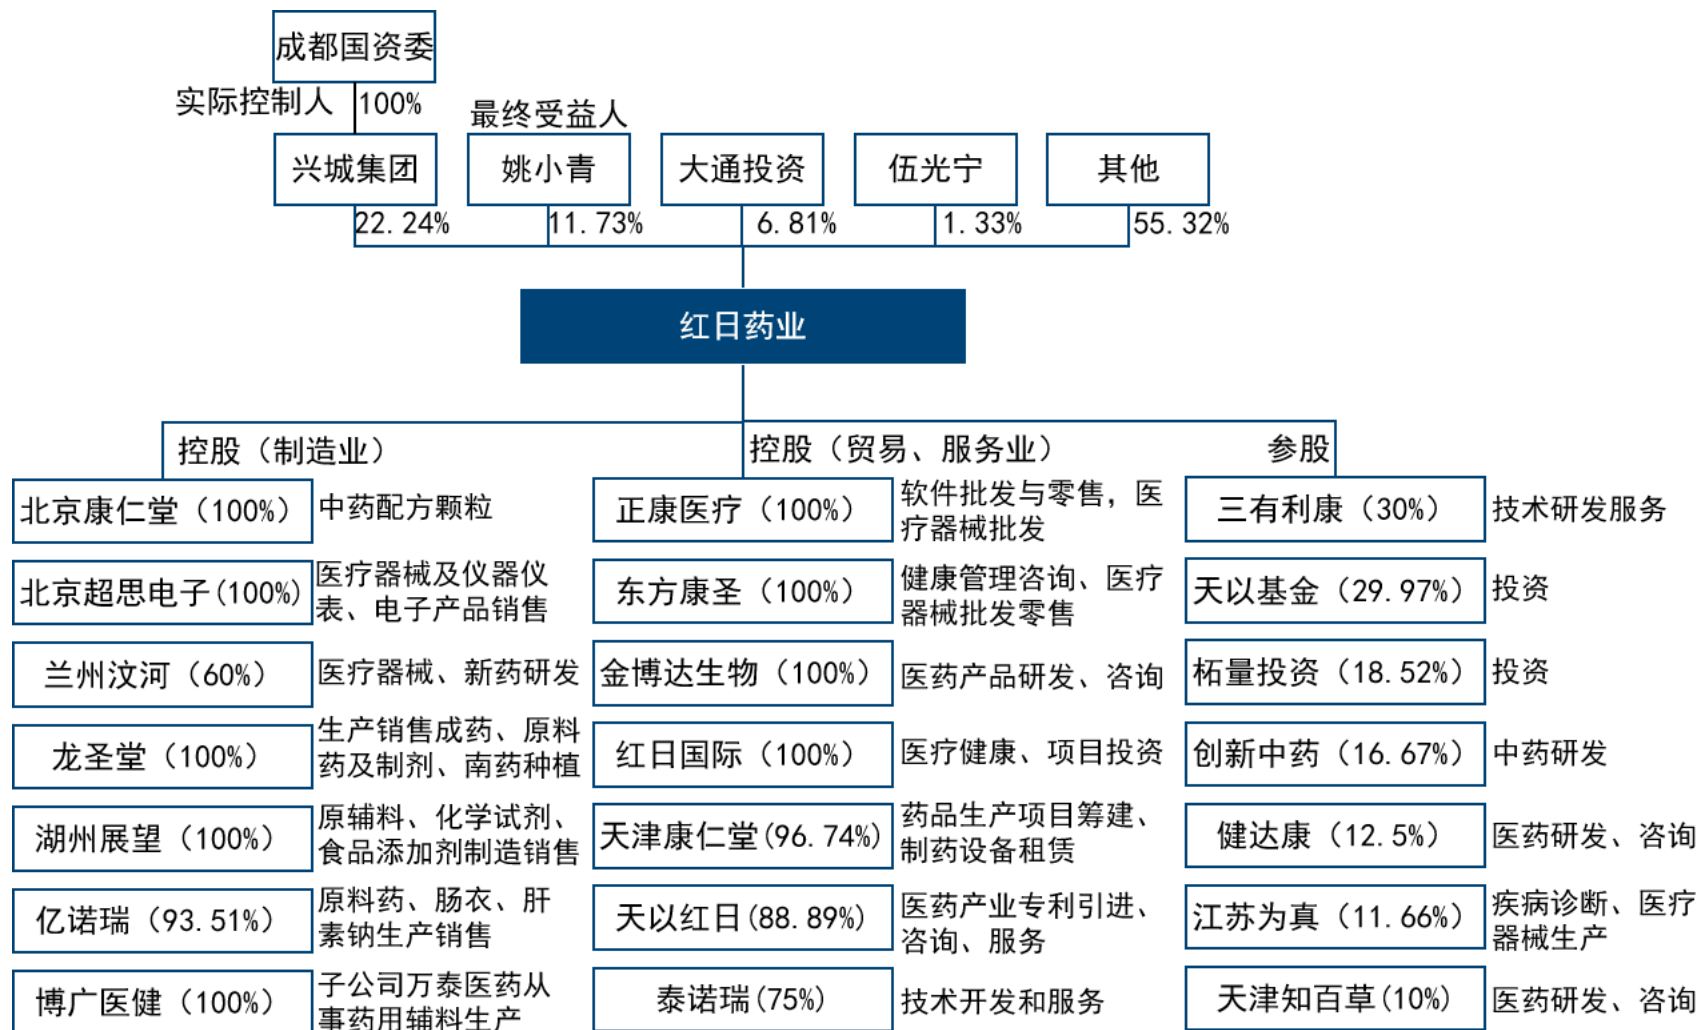 成都国资委
实际控制人
100%
最终受益人
兴城集团
姚小青
大通投资
伍光宁
其他
22.24%
11.73%
6.81%
1.33%
55.32%
红日药业
控股（制造业）
控股（贸易、服务业）
参股
北京康仁堂（100%）
中药配方颗粒
正康医疗（100%）
软件批发与零售，医
疗器械批发
三有利康（30%）
技术研发服务
北京超思电子(100%)
医疗器械及仪器仪
表、电子产品销售
东方康圣（100%）
健康管理咨询、医疗
器械批发零售
天以基金（29.97%）
投资
兰州汶河（60%）
医疗器械、新药研发
金博达生物（100%）
医药产品研发、咨询
柘量投资（18.52%）
投资
龙圣堂（100%）
生产销售成药、原料
药及制剂、南药种植
红日国际（100%）
医疗健康、项目投资
创新中药（16.67%）
中药研发
湖州展望（100%）
原辅料、化学试剂、
食品添加剂制造销售
天津康仁堂(96.74%)
药品生产项目筹建、
制药设备租赁
健达康（12.5%）
医药研发、咨询
亿诺瑞（93.51%）
原料药、肠衣、肝
素钠生产销售
天以红日(88.89%)
医药产业专利引进、
咨询、服务
江苏为真（11.66%）
疾病诊断、医疗
器械生产
博广医健（100%）
子公司万泰医药从
事药用辅料生产
泰诺瑞(75%)
技术开发和服务
天津知百草(10%)
医药研发、咨询